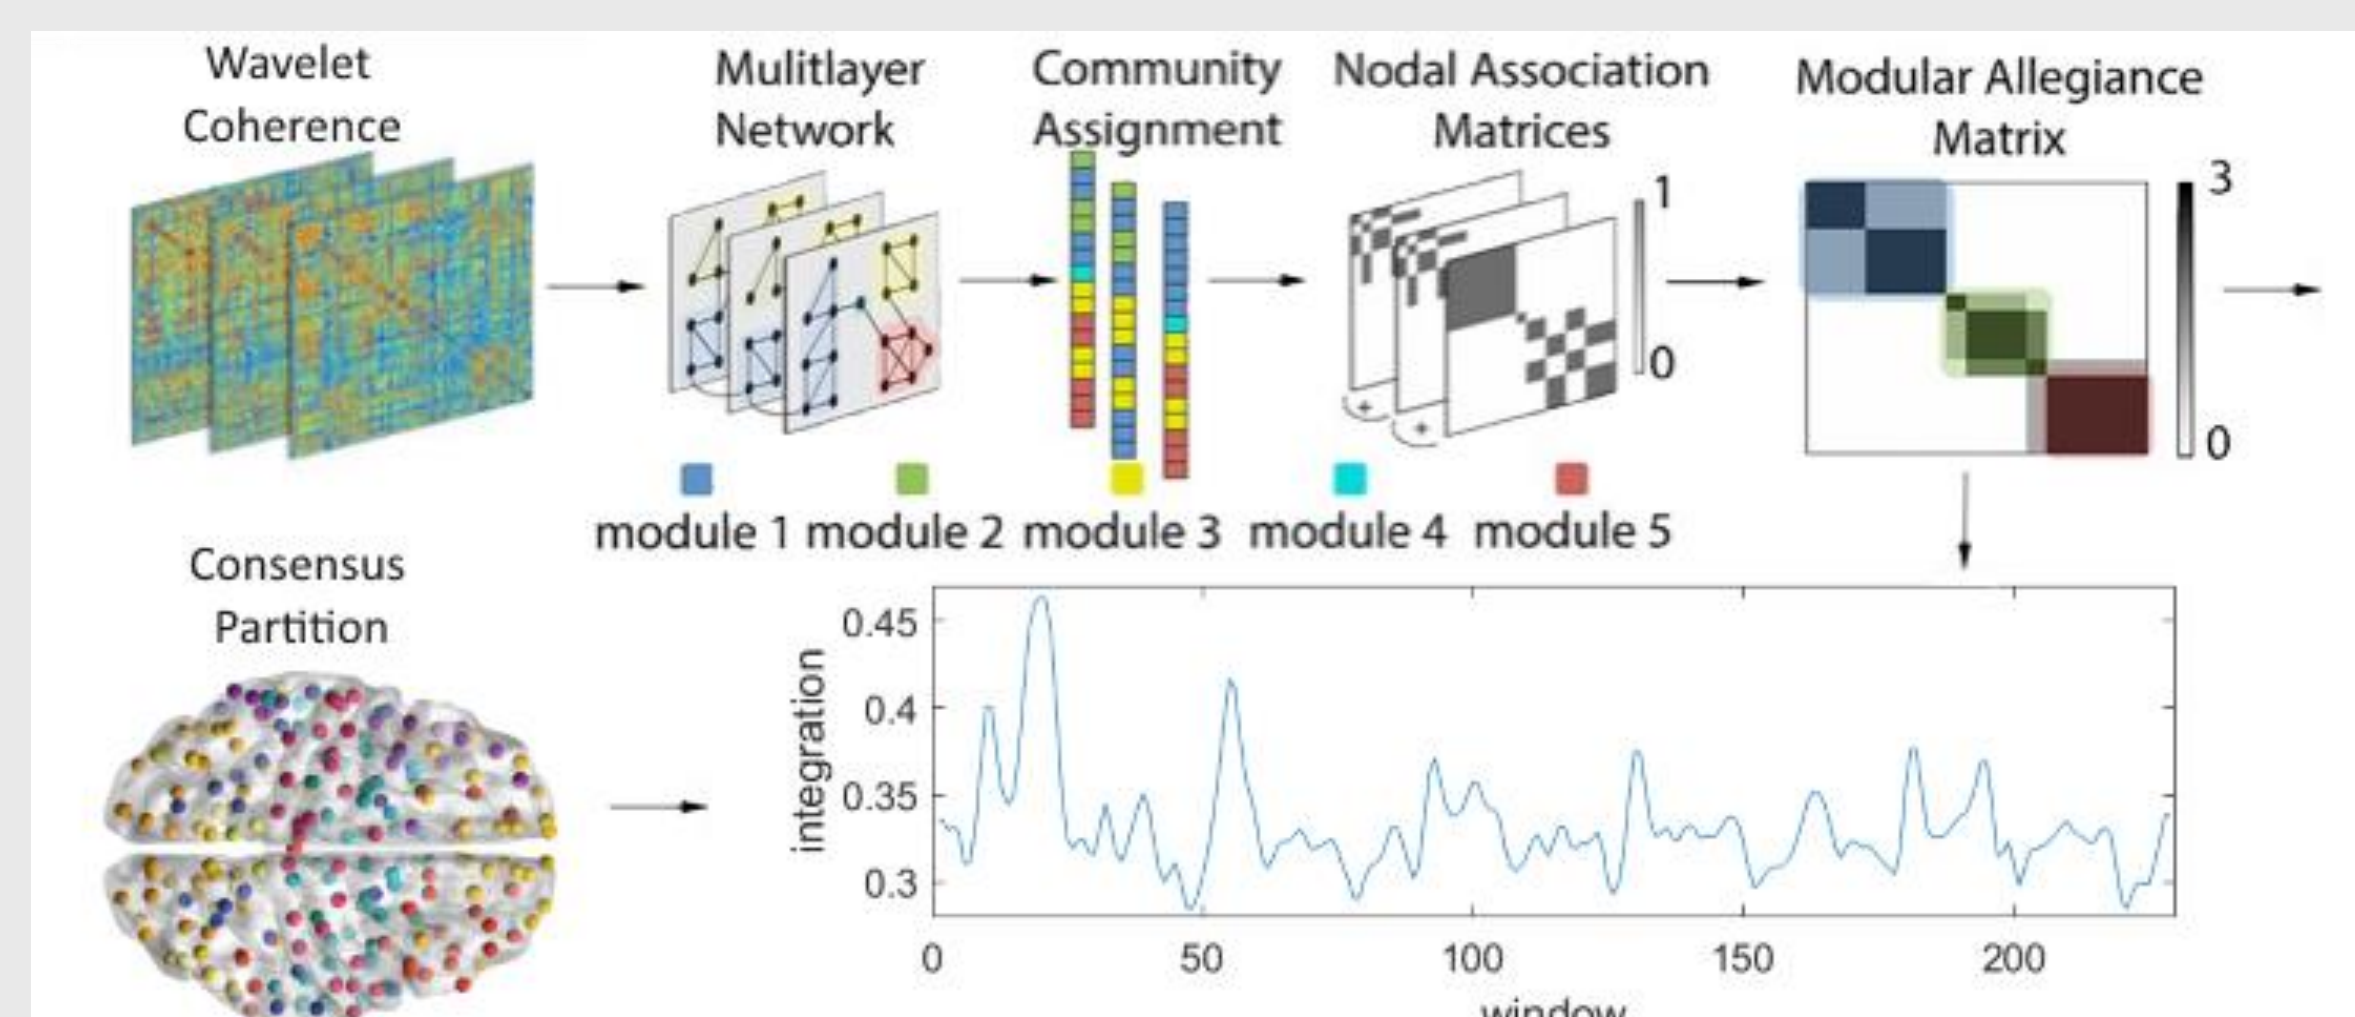 Wavelet
Coherence
Mulitlayer
Network
Community
Assignment
Nodal Association
Matrices
Modular Allegiance
Matrix
1
0
3
0
+
+
module 1 module 2 module 3 module 4 module 5
Consensus
Partition
integration
0.45
0.4
0.35
0.3
0 50 100 150 200
window